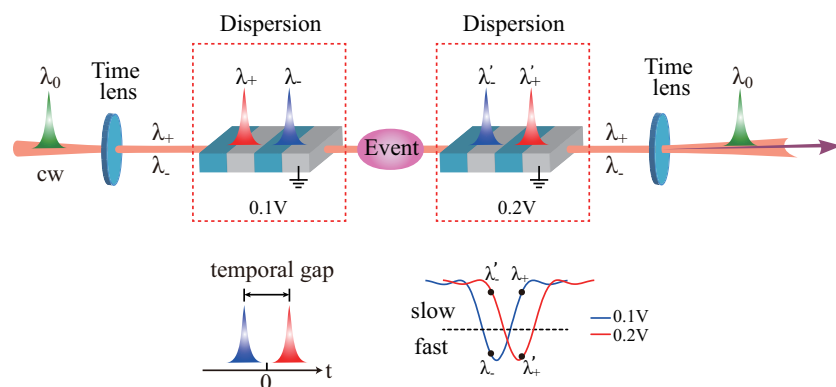 Dispersion
Dispersion
λ₀
Time
lens
λ₊
λ₋
λ'₋
λ'₊
Time
lens
λ₀
λ₊
λ₋
cw
Event
λ₊
λ₋
0.1V
0.2V
temporal gap
0
t
λ'₋
λ₊
slow
fast
λ₋
λ'₊
0.1V
0.2V